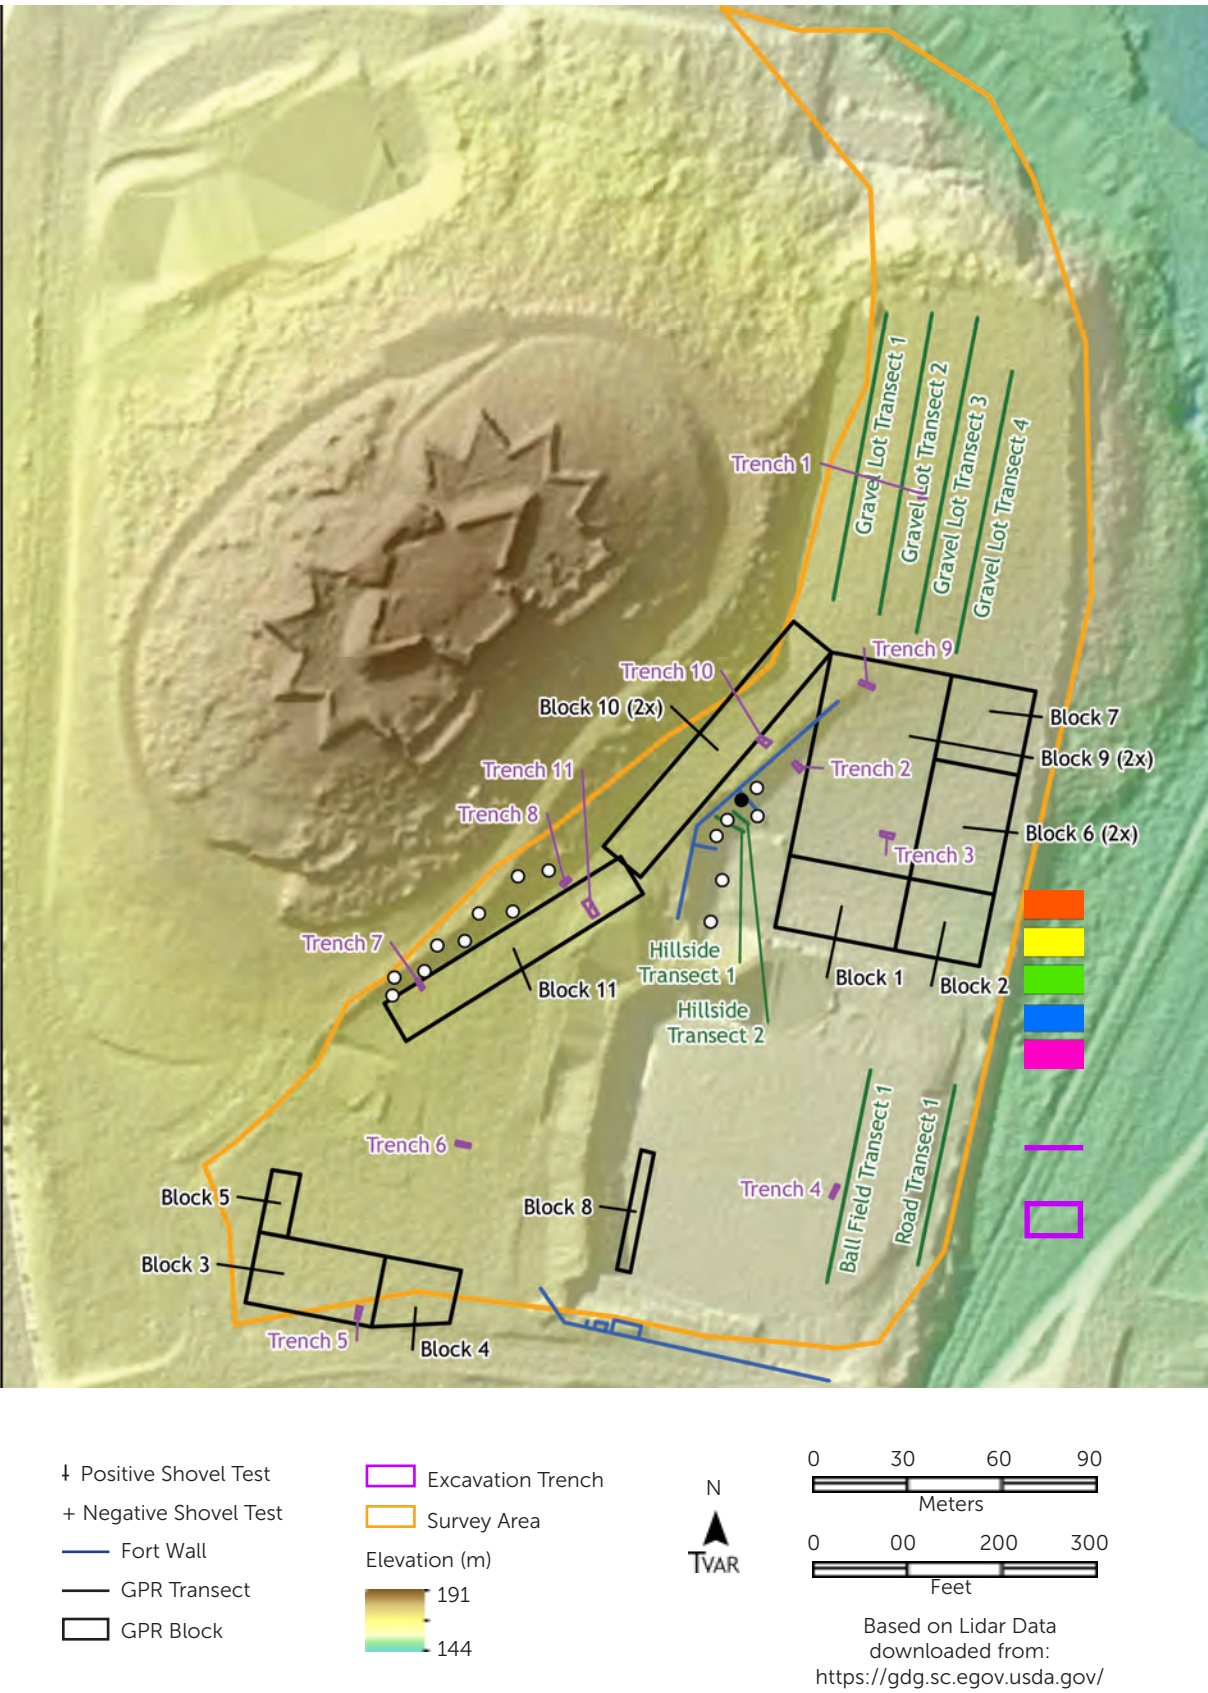 Gravel Lot Transect 1
Gravel Lot Transect 2
Gravel Lot Transect 3
Gravel Lot Transect 4
Trench 1
Trench 9
Trench 10
Block 10 (2x)
Block 7
Block 9 (2x)
Trench 11
Trench 2
Trench 8
Block 6 (2x)
Trench 3
Trench 7
Hillside
Transect 1
Block 11
Block 1
Block 2
Hillside
Transect 2
Ball Field Transect 1
Road Transect 1
Trench 6
Block 5
Block 8
Trench 4
Block 3
Trench 5
Block 4
Positive Shovel Test
+ Negative Shovel Test
Fort Wall
GPR Transect
GPR Block
Excavation Trench
Survey Area
Elevation (m)
191
144
N
TVAR
0 30 60 90
Meters
0 00 200 300
Feet
Based on Lidar Data
downloaded from:
https://gdg.sc.egov.usda.gov/